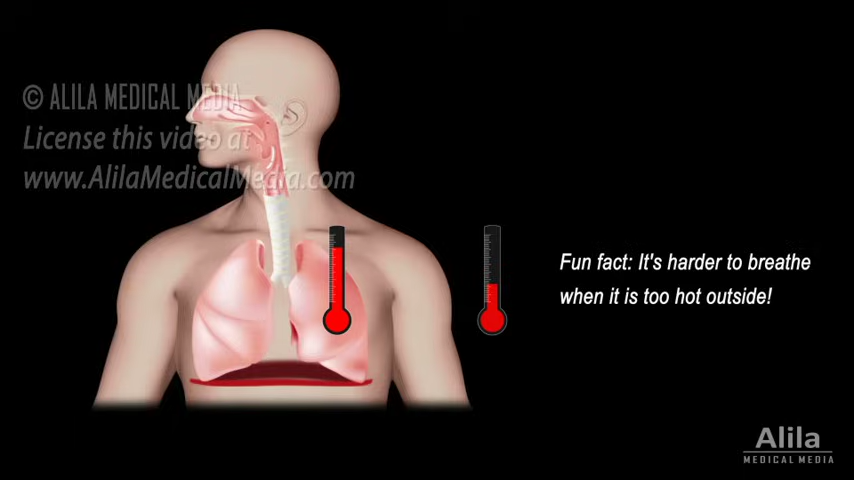 © ALILA MEDICAL MEDIA
License this video at
www.AlilaMedicalMedia.com
Fun fact: It's harder to breathe
when it is too hot outside!
Alila
MEDICAL MEDIA